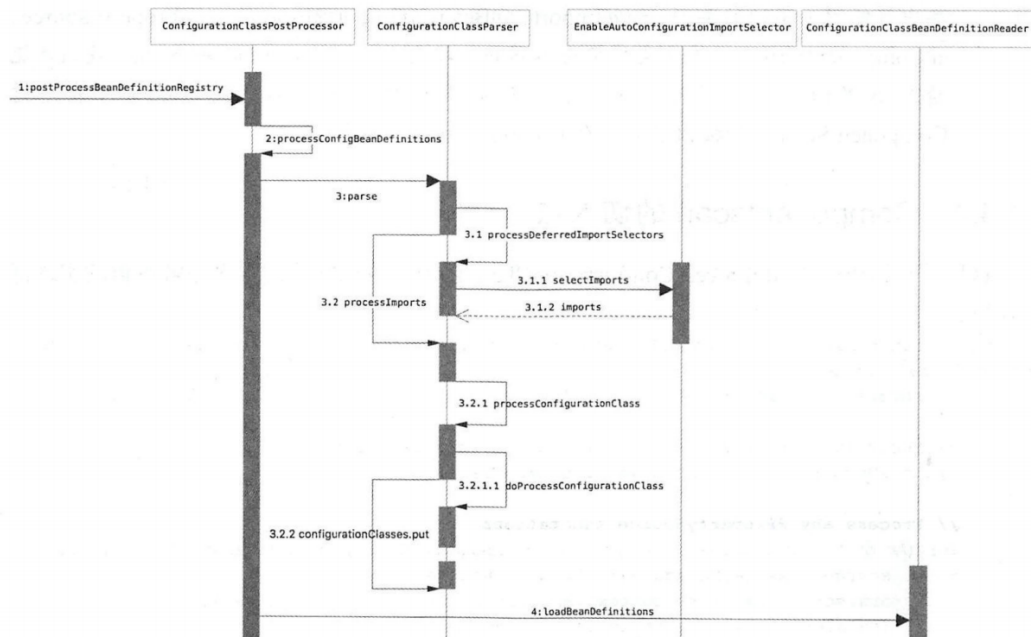 ConfigurationClassPostProcessor
ConfigurationClassParser
EnableAutoConfigurationImportSelector
ConfigurationClassBeanDefinitionReader
1:postProcessBeanDefinitionRegistry
2:processConfigBeanDefinitions
3:parse
3.1 processDeferredImportSelectors
3.1.1 selectImports
3.2 processImports
3.1.2 imports
3.2.1 processConfigurationClass
3.2.1.1 doProcessConfigurationClass
3.2.2 configurationClasses.put
4:loadBeanDefinitions